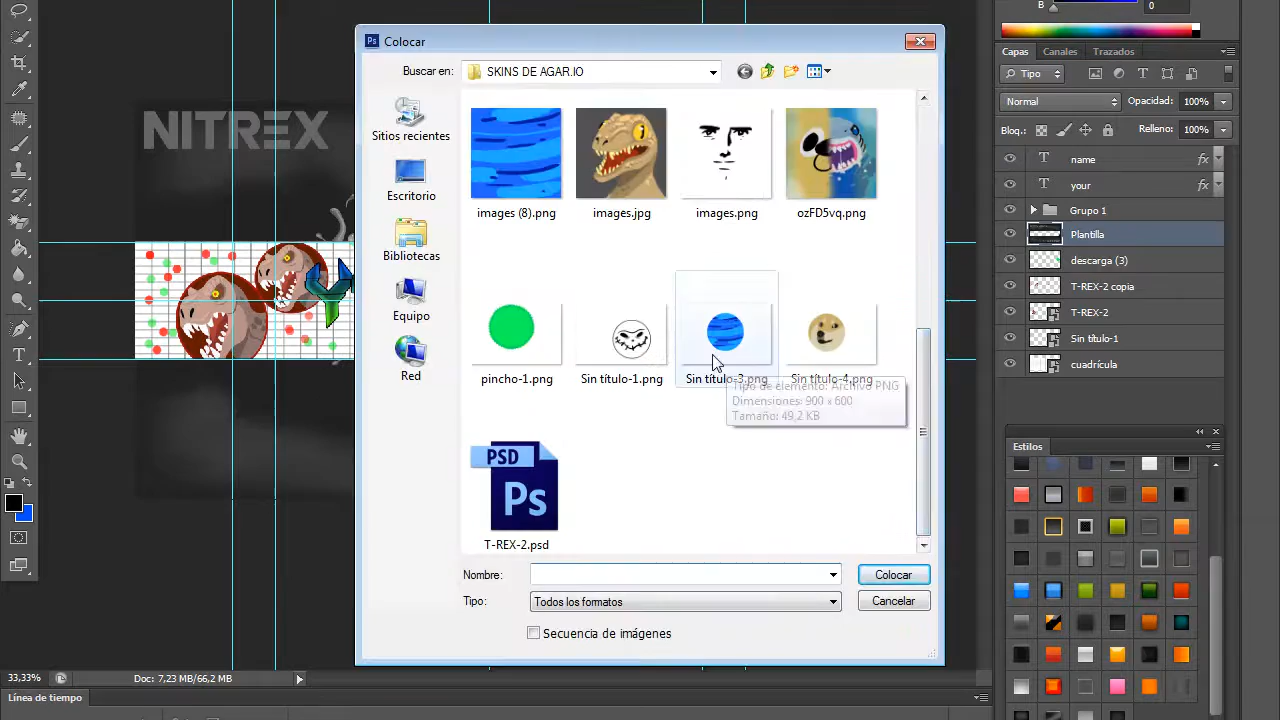 Colocar
Buscar en:
SKINS DE AGAR.IO
Sitios recientes
Escritorio
Bibliotecas
Equipo
Red
images (8).png
images.jpg
images.png
ozFD5vq.png
pincho-1.png
Sin título-1.png
Sin título-3.png
Sin título-4.png
Tipo de elemento: Archivo PNG
Dimensiones: 900 x 600
Tamaño: 49,2 KB
PSD
Ps
T-REX-2.psd
Nombre:
Colocar
Tipo:
Todos los formatos
Cancelar
Secuencia de imágenes
NITREX
33,33%
Doc: 7,23 MB/66,2 MB
Línea de tiempo
B
0
Capas
Canales
Trazados
Tipo
Normal
Opacidad:
100%
Bloq.:
Relleno:
100%
T name fx
T your fx
Grupo 1
Plantilla
descarga (3)
T-REX-2 copia
T-REX-2
Sin título-1
cuadrícula
Estilos